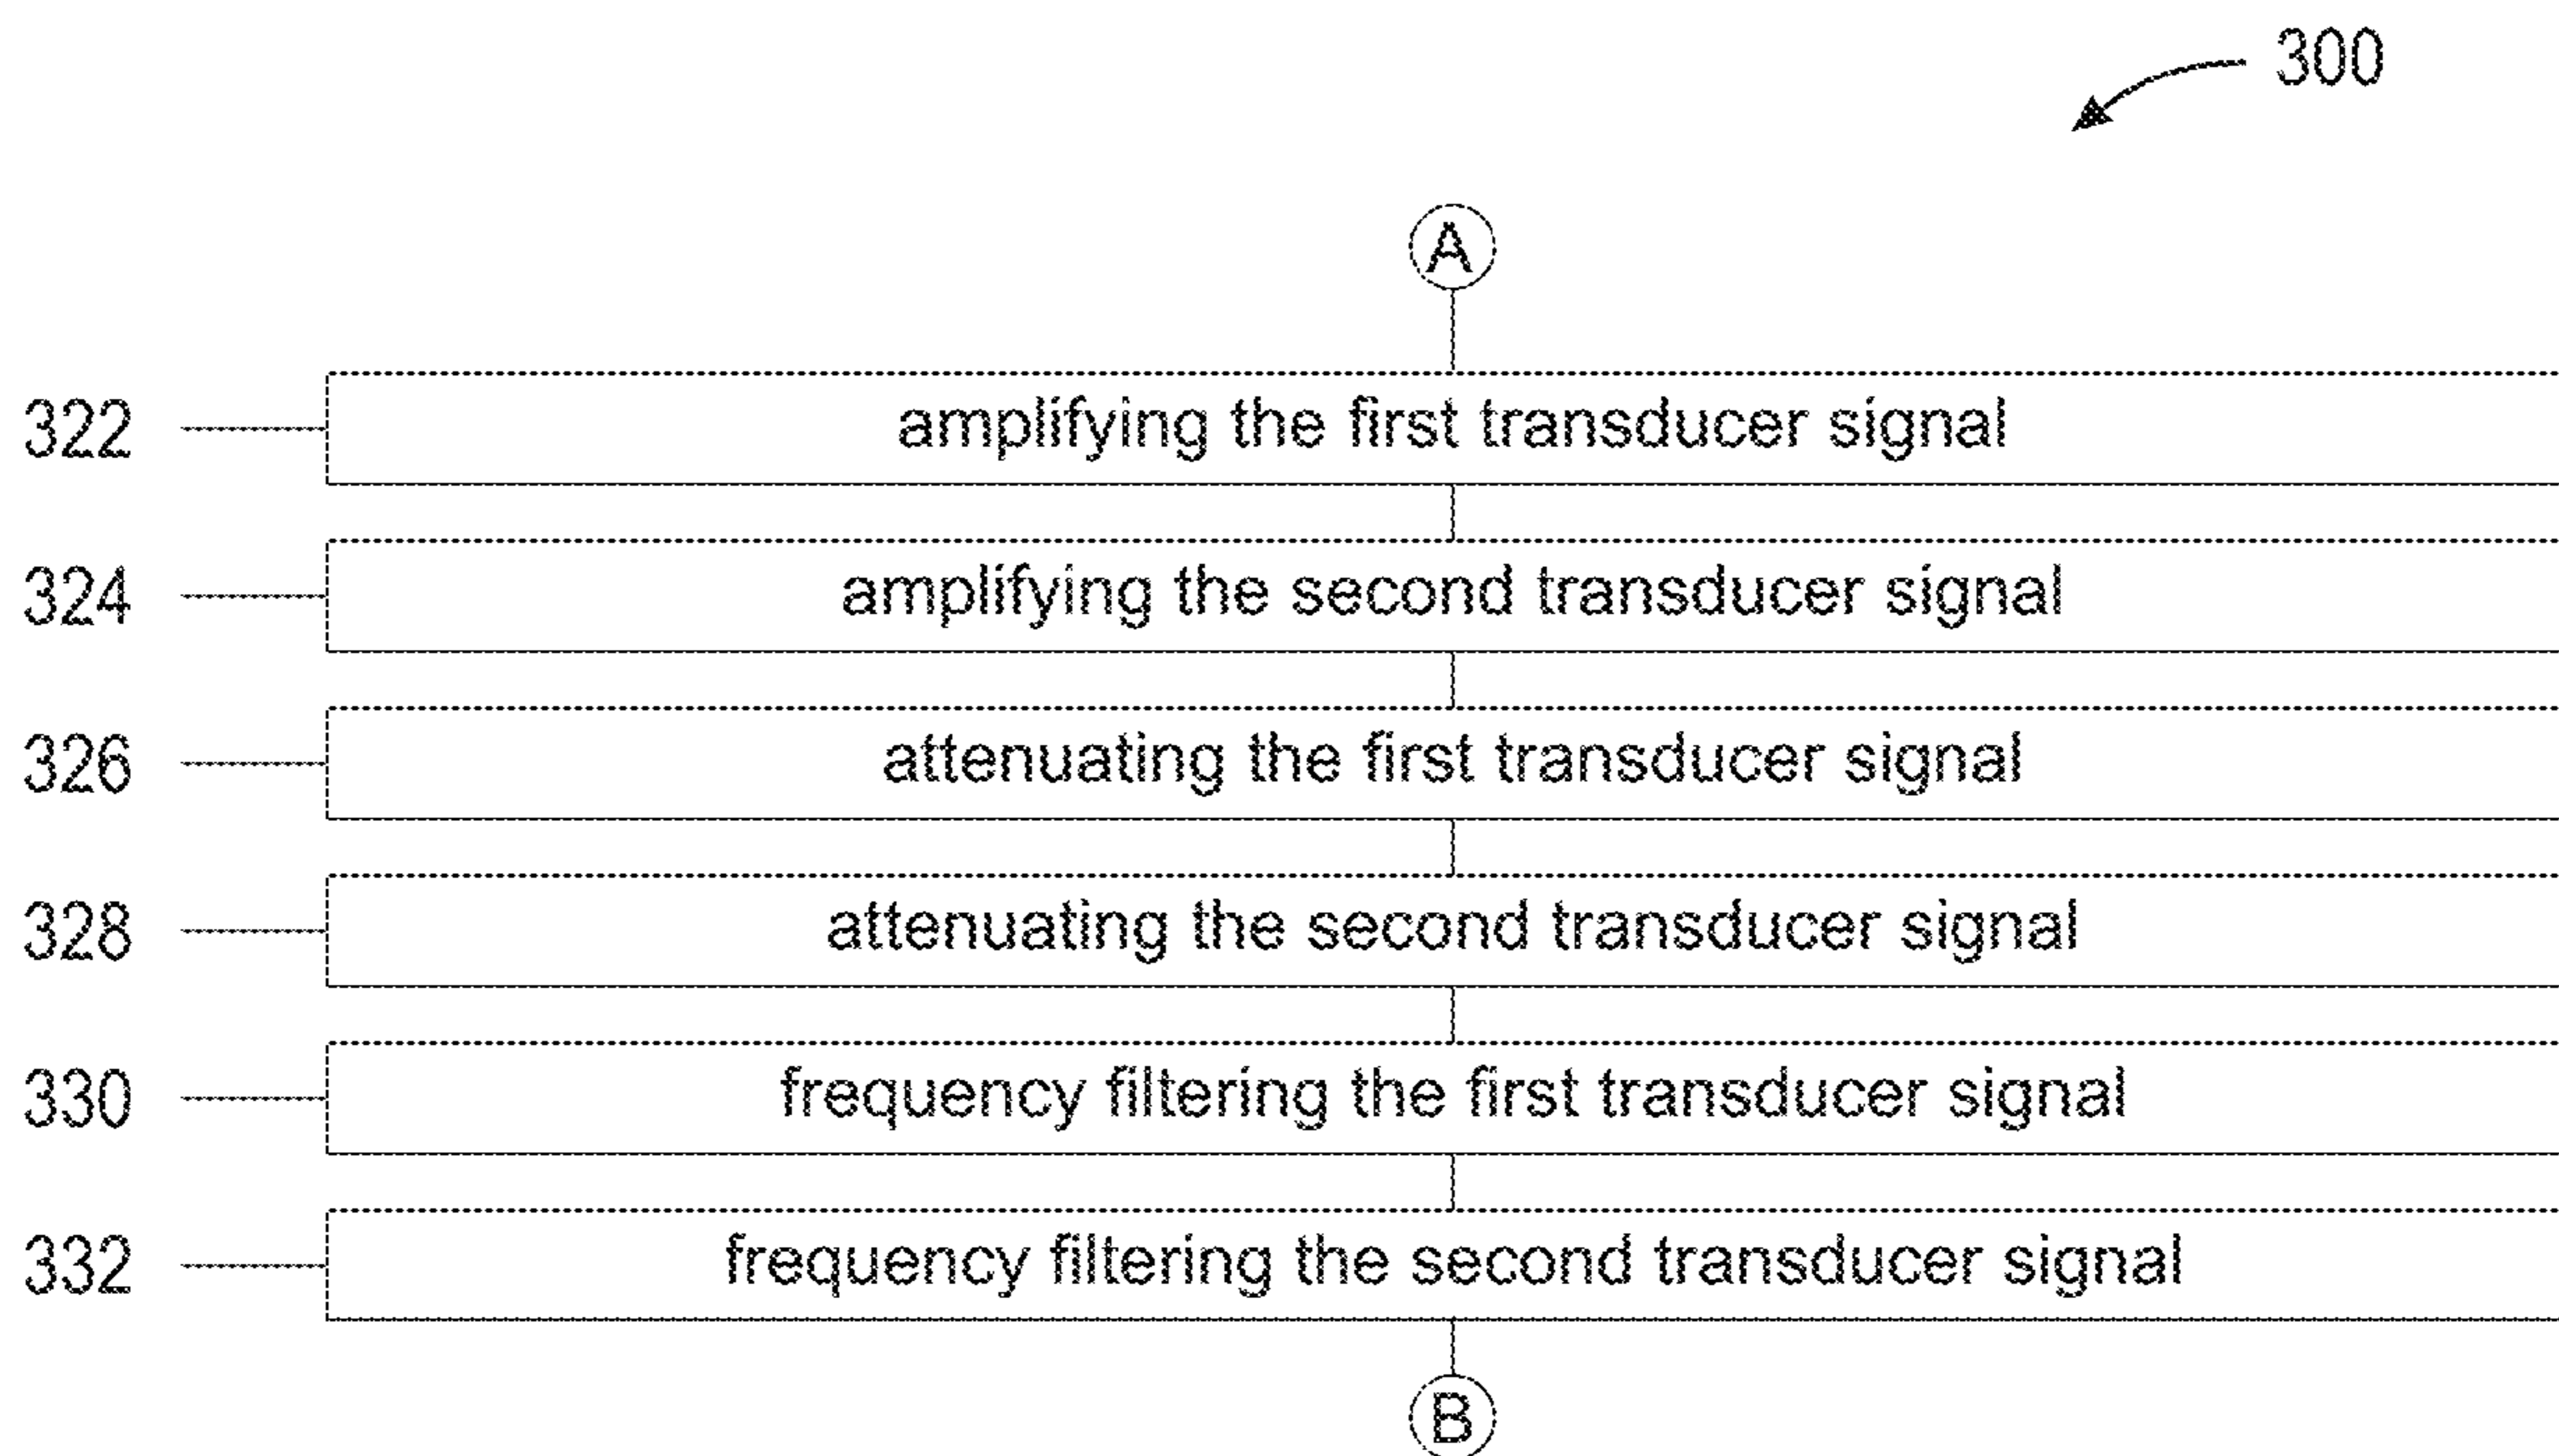 300
A
322 amplifying the first transducer signal
324 amplifying the second transducer signal
326 attenuating the first transducer signal
328 attenuating the second transducer signal
330 frequency filtering the first transducer signal
332 frequency filtering the second transducer signal
B